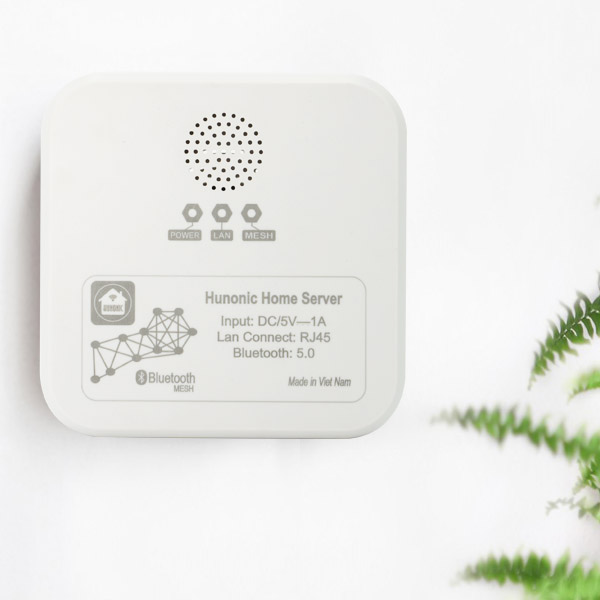 POWER LAN MESH
HUNONIC
Hunonic Home Server
Input: DC/5V—1A
Lan Connect: RJ45
Bluetooth: 5.0
Bluetooth
MESH
Made in Viet Nam